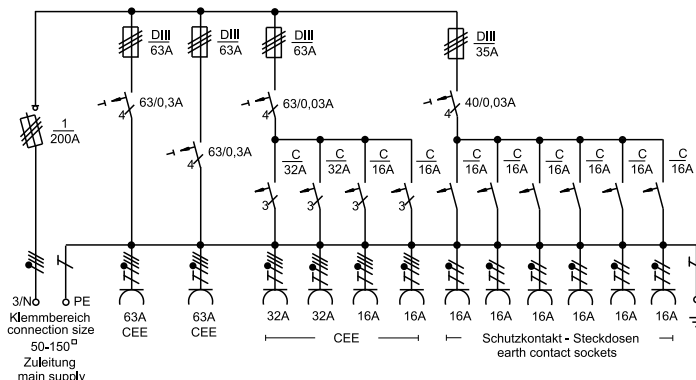 DIII
63A
DIII
63A
DIII
63A
DIII
35A
1
200A
63/0,3A
4
63/0,3A
4
63/0,03A
4
40/0,03A
4
C
32A
C
32A
C
16A
C
16A
C
16A
C
16A
C
16A
C
16A
C
16A
C
16A
3
3
3
3
3/N
PE
Klemmbereich
connection size
50-150□
Zuleitung
main supply
63A
CEE
63A
CEE
32A
32A
16A
16A
CEE
16A
16A
16A
16A
16A
16A
Schutzkontakt - Steckdosen
earth contact sockets